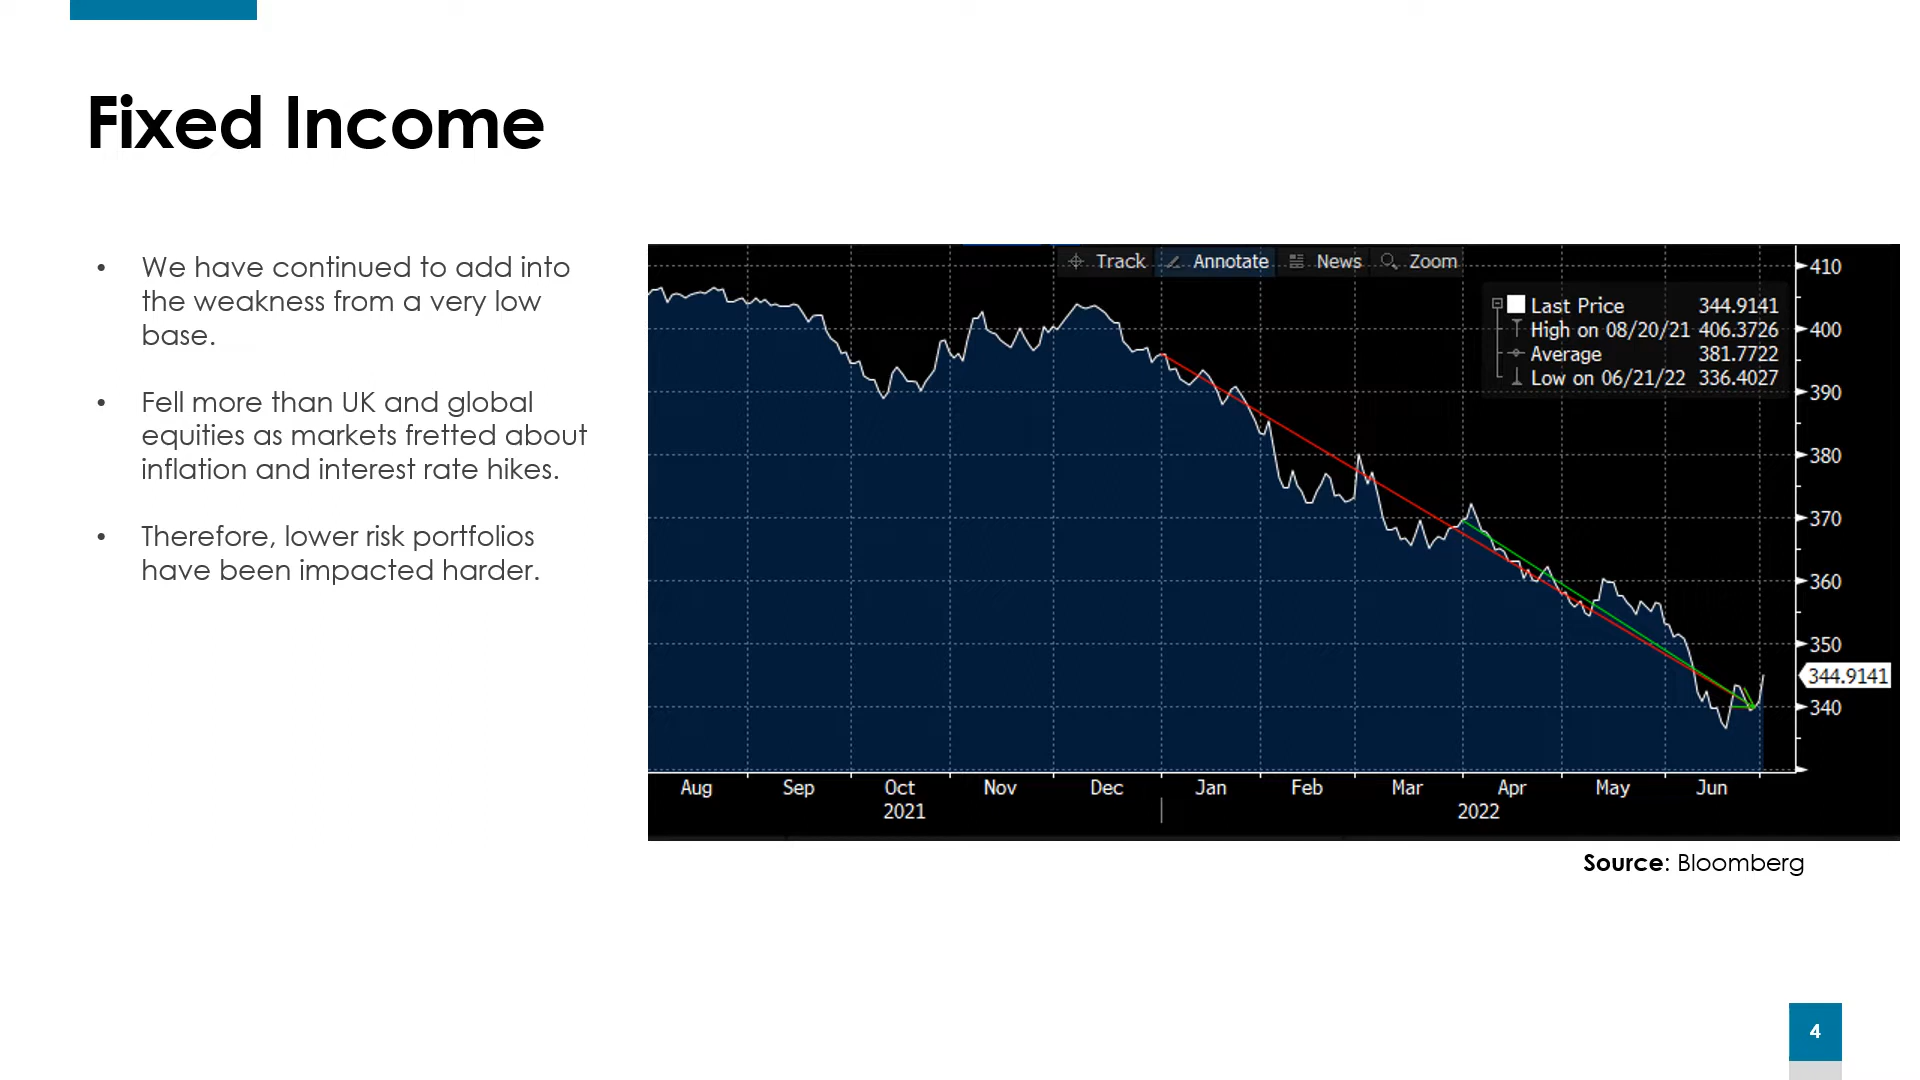 Fixed Income
• We have continued to add into
the weakness from a very low
base.
• Fell more than UK and global
equities as markets fretted about
inflation and interest rate hikes.
• Therefore, lower risk portfolios
have been impacted harder.
Track Annotate News Zoom
Last Price 344.9141
High on 08/20/21 406.3726
Average 381.7722
Low on 06/21/22 336.4027
410
400
390
380
370
360
350
344.9141
340
Aug Sep Oct Nov Dec Jan Feb Mar Apr May Jun
2021 2022
Source: Bloomberg
4